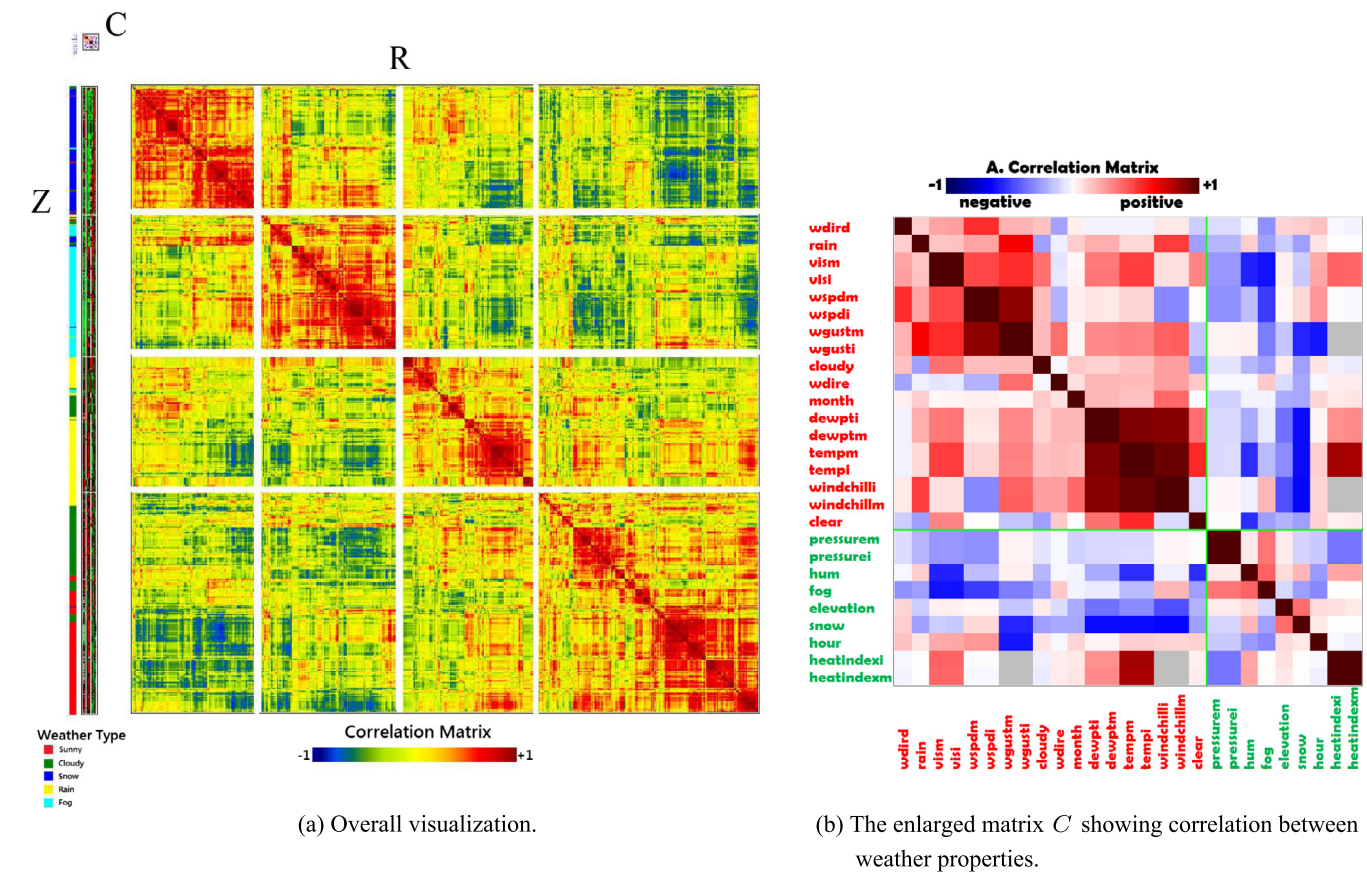 C
R
Z
Correlation Matrix
-1
+1
Weather Type
Sunny
Cloudy
Snow
Rain
Fog
(a) Overall visualization.
A. Correlation Matrix
-1
+1
negative
positive
wdird
rain
vism
visi
wspdm
wspdi
wgustm
wgusti
cloudy
wdire
month
dewpti
dewptm
tempm
tempi
windchilli
windchillm
clear
pressurem
pressurei
hum
fog
elevation
snow
hour
heatindexi
heatindexm
wdird
rain
vism
visi
wspdm
wspdi
wgustm
wgusti
cloudy
wdire
month
dewpti
dewptm
tempm
tempi
windchilli
windchillm
clear
pressurem
pressurei
hum
fog
elevation
snow
hour
heatindexi
heatindexm
(b) The enlarged matrix C showing correlation between
weather properties.